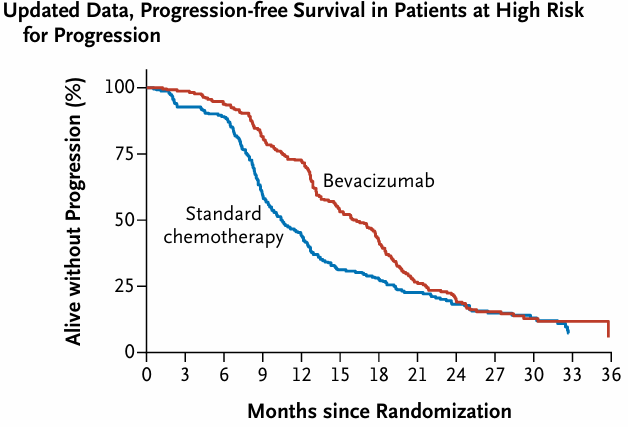 Updated Data, Progression-free Survival in Patients at High Risk
for Progression
Alive without Progression (%)
100
75
50
25
0
Bevacizumab
Standard
chemotherapy
0 3 6 9 12 15 18 21 24 27 30 33 36
Months since Randomization